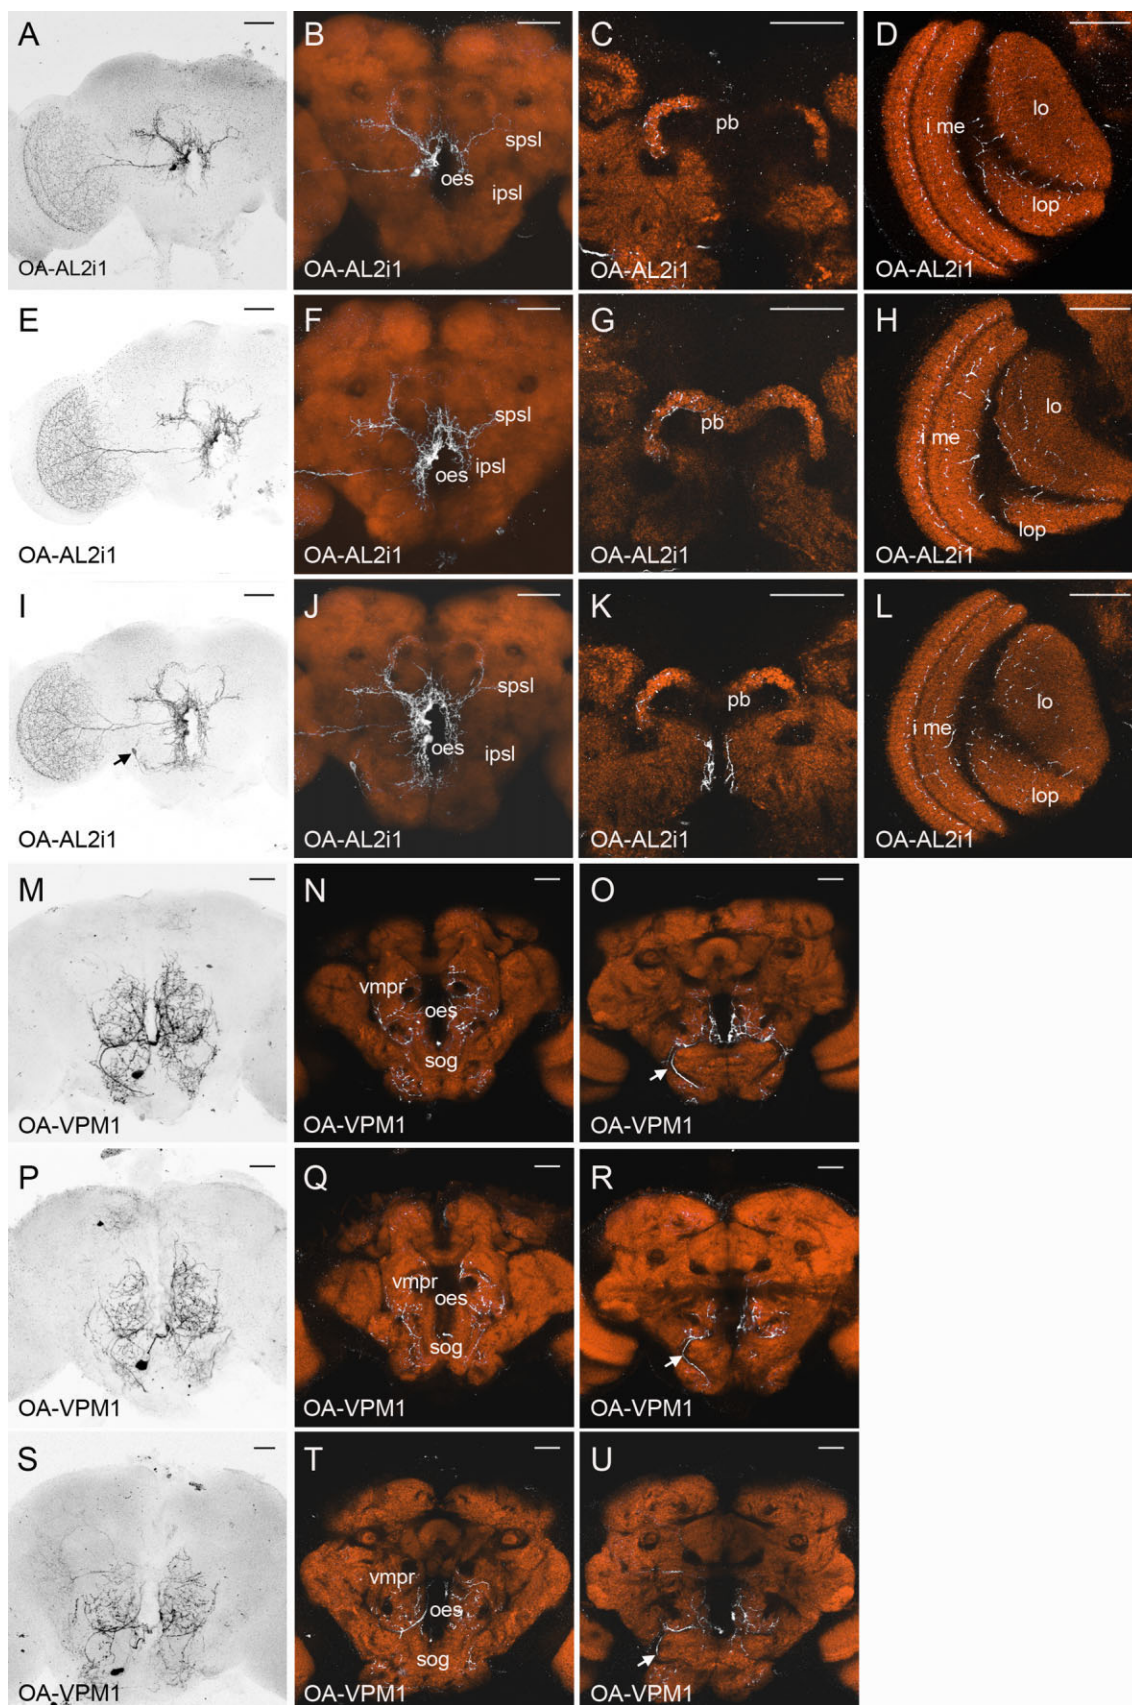 A
OA-AL2i1
B
spsl
oes
ipsl
OA-AL2i1
C
pb
OA-AL2i1
D
lo
i me
lop
OA-AL2i1
E
OA-AL2i1
F
spsl
ipsl
oes
OA-AL2i1
G
pb
OA-AL2i1
H
lo
i me
lop
OA-AL2i1
I
OA-AL2i1
J
spsl
oes
ipsl
OA-AL2i1
K
pb
OA-AL2i1
L
lo
i me
lop
OA-AL2i1
M
OA-VPM1
N
vmpr
oes
sog
OA-VPM1
O
OA-VPM1
P
OA-VPM1
Q
vmpr
oes
sog
OA-VPM1
R
OA-VPM1
S
OA-VPM1
T
vmpr
oes
sog
OA-VPM1
U
OA-VPM1